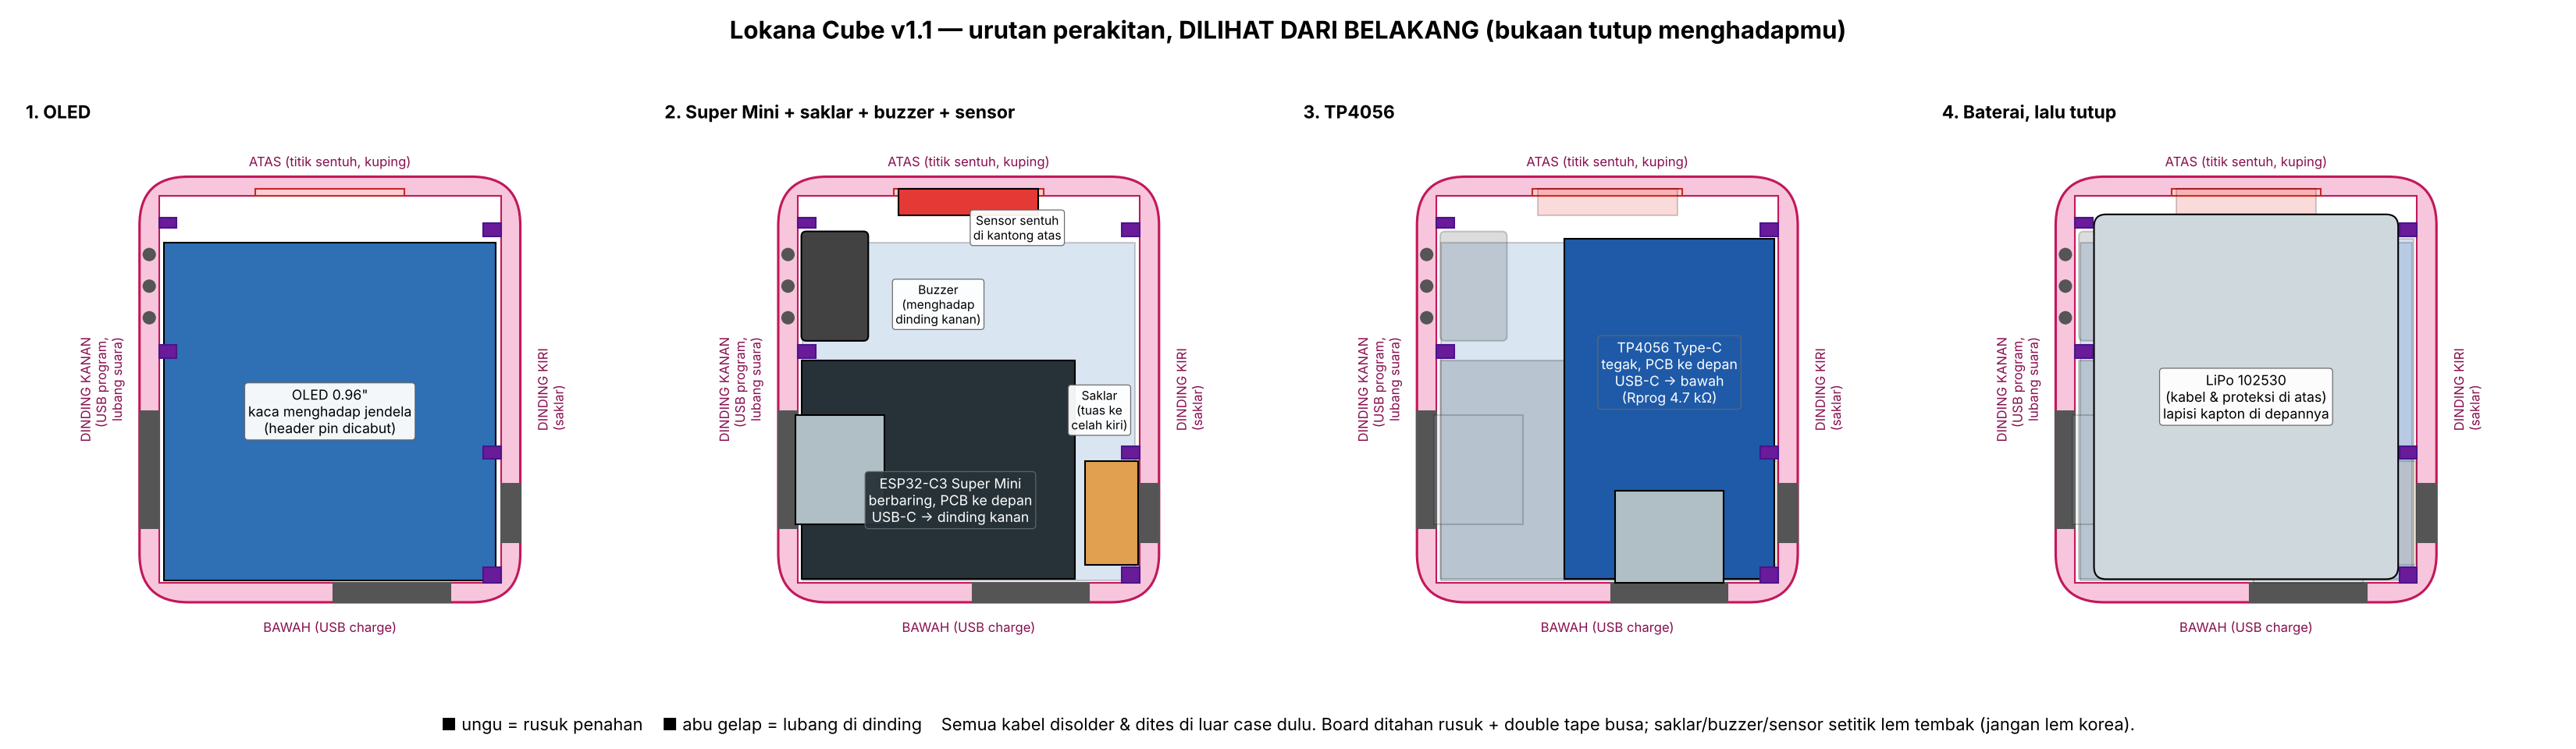 Lokana Cube v1.1 — urutan perakitan, DILIHAT DARI BELAKANG (bukaan tutup menghadapmu)
1. OLED
ATAS (titik sentuh, kuping)
DINDING KANAN
(USB program,
lubang suara)
OLED 0.96"
kaca menghadap jendela
(header pin dicabut)
DINDING KIRI
(saklar)
BAWAH (USB charge)
2. Super Mini + saklar + buzzer + sensor
ATAS (titik sentuh, kuping)
Sensor sentuh
di kantong atas
Buzzer
(menghadap
dinding kanan)
DINDING KANAN
(USB program,
lubang suara)
Saklar
(tuas ke
celah kiri)
DINDING KIRI
(saklar)
ESP32-C3 Super Mini
berbaring, PCB ke depan
USB-C → dinding kanan
BAWAH (USB charge)
3. TP4056
ATAS (titik sentuh, kuping)
DINDING KANAN
(USB program,
lubang suara)
TP4056 Type-C
tegak, PCB ke depan
USB-C → bawah
(Rprog 4.7 kΩ)
DINDING KIRI
(saklar)
BAWAH (USB charge)
4. Baterai, lalu tutup
ATAS (titik sentuh, kuping)
DINDING KANAN
(USB program,
lubang suara)
LiPo 102530
(kabel & proteksi di atas)
lapisi kapton di depannya
DINDING KIRI
(saklar)
BAWAH (USB charge)
■ ungu = rusuk penahan ■ abu gelap = lubang di dinding Semua kabel disolder & dites di luar case dulu. Board ditahan rusuk + double tape busa; saklar/buzzer/sensor setitik lem tembak (jangan lem korea).